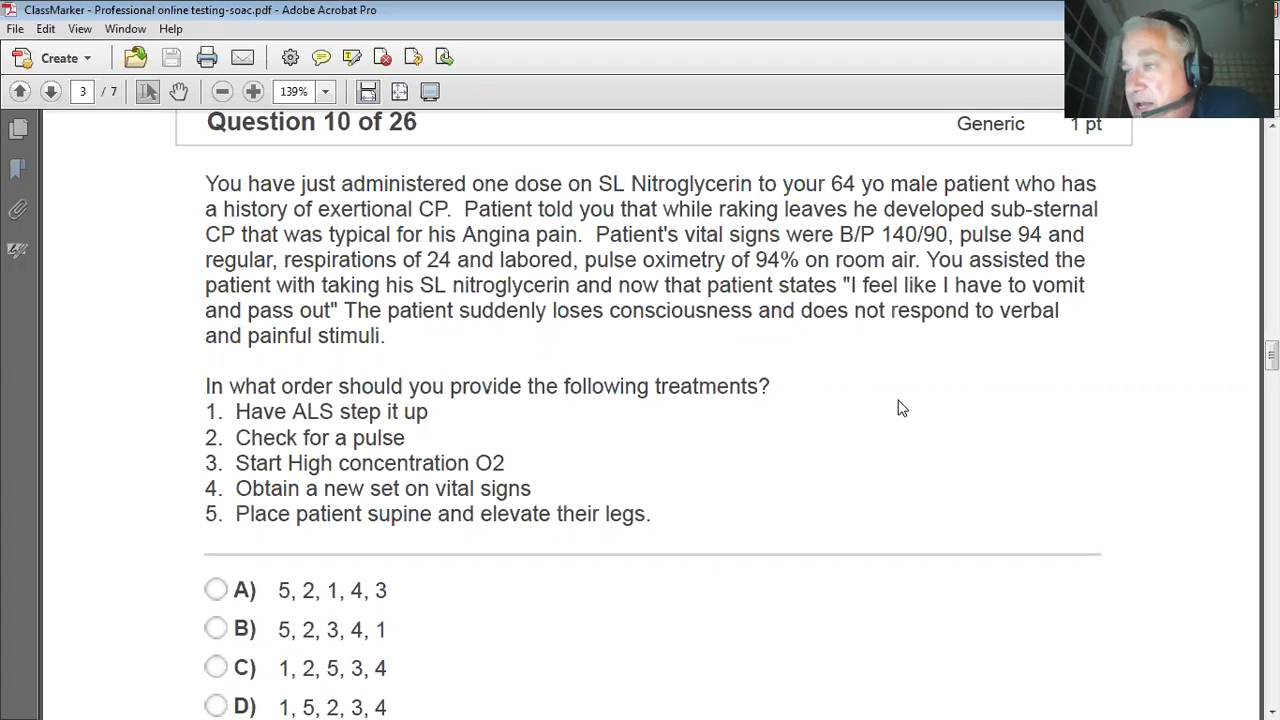 ClassMarker - Professional online testing-soac.pdf - Adobe Acrobat Pro
File Edit View Window Help
Create
3 / 7 139%
Question 10 of 26 Generic 1 pt
You have just administered one dose on SL Nitroglycerin to your 64 yo male patient who has
a history of exertional CP. Patient told you that while raking leaves he developed sub-sternal
CP that was typical for his Angina pain. Patient's vital signs were B/P 140/90, pulse 94 and
regular, respirations of 24 and labored, pulse oximetry of 94% on room air. You assisted the
patient with taking his SL nitroglycerin and now that patient states "I feel like I have to vomit
and pass out" The patient suddenly loses consciousness and does not respond to verbal
and painful stimuli.
In what order should you provide the following treatments?
1. Have ALS step it up
2. Check for a pulse
3. Start High concentration O2
4. Obtain a new set on vital signs
5. Place patient supine and elevate their legs.
A) 5, 2, 1, 4, 3
B) 5, 2, 3, 4, 1
C) 1, 2, 5, 3, 4
D) 1, 5, 2, 3, 4